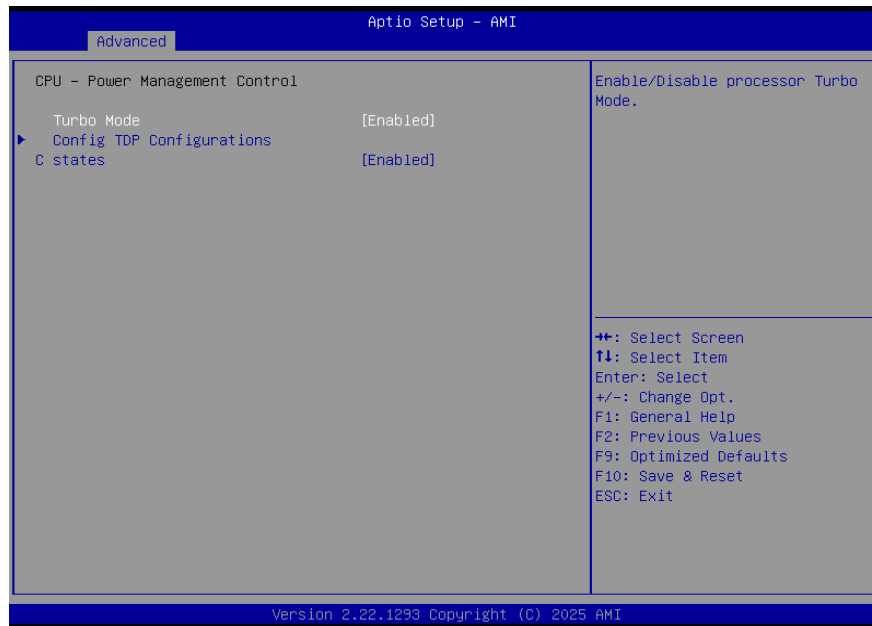 Aptio Setup – AMI
Advanced
CPU – Power Management Control
Turbo Mode [Enabled]
Config TDP Configurations
C states [Enabled]
Enable/Disable processor Turbo
Mode.
→←: Select Screen
↑↓: Select Item
Enter: Select
+/-: Change Opt.
F1: General Help
F2: Previous Values
F9: Optimized Defaults
F10: Save & Reset
ESC: Exit
Version 2.22.1293 Copyright (C) 2025 AMI